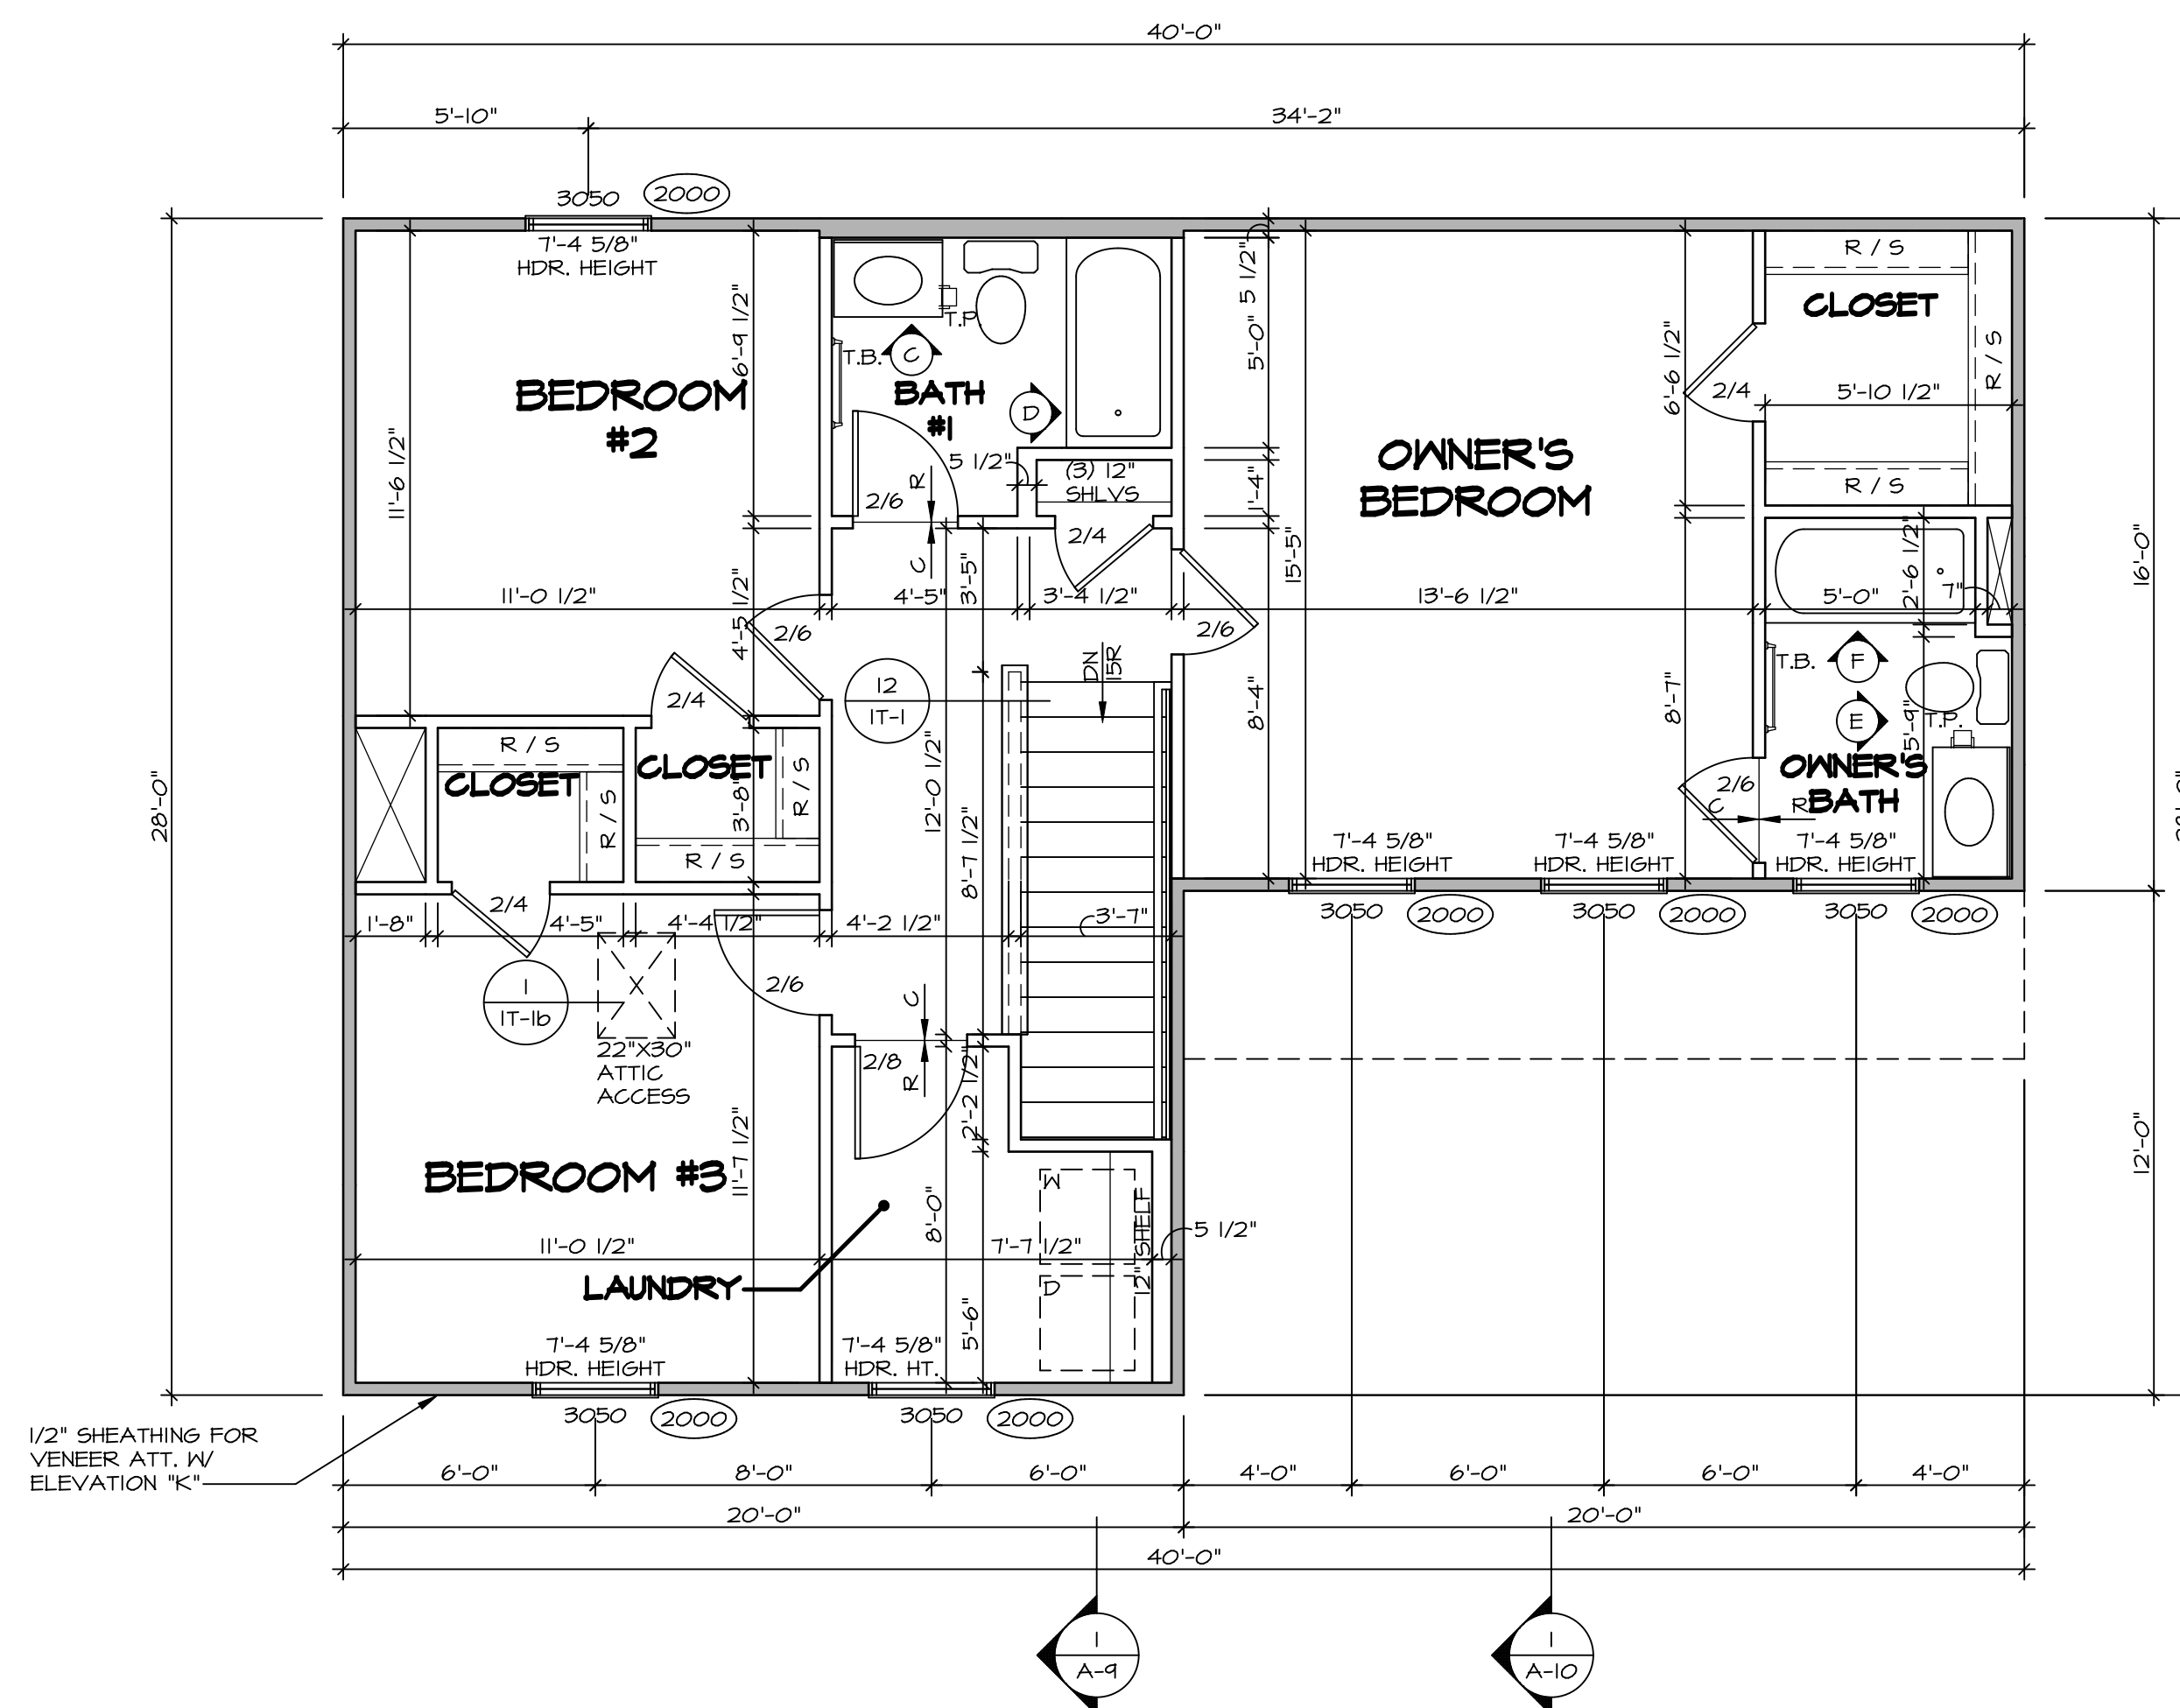 40'-0"
5'-10"
34'-2"
3050
2000
7'-4 5/8"
HDR. HEIGHT
BEDROOM
#2
11'-6 1/2"
6'-9 1/2"
4'-5 1/2"
11'-0 1/2"
T.P.
T.B.
C
BATH
#1
D
5 1/2"
(3) 12"
SHLVS
2/6
R
C
2/4
4'-5"
3'-5"
3'-4 1/2"
5 1/2"
5'-0"
1'-4"
15'-5"
8'-4"
OWNER'S
BEDROOM
13'-6 1/2"
6'-6 1/2"
8'-7"
R / S
CLOSET
R / S
2/4
5'-10 1/2"
R / S
2'-6 1/2"
7"
5'-0"
16'-0"
T.B.
F
E
T.P.
5'-9"
OWNER'S
BATH
2/6
C
R
7'-4 5/8"
HDR. HEIGHT
7'-4 5/8"
HDR. HEIGHT
7'-4 5/8"
HDR. HEIGHT
3050
2000
3050
2000
3050
2000
2/6
2/6
2/4
12
1T-1
DN
15R
28'-0"
R / S
CLOSET
R / S
CLOSET
R / S
R / S
3'-8"
12'-0 1/2"
8'-7 1/2"
2/4
1'-8"
4'-5"
4'-4 1/2"
4'-2 1/2"
3'-7"
1
1T-1b
22"X30"
ATTIC
ACCESS
2/6
C
R
2/8
2'-2 1/2"
12'-0"
BEDROOM #3
11'-7 1/2"
8'-0"
W
D
12" SHELF
5 1/2"
11'-0 1/2"
7'-7 1/2"
LAUNDRY
5'-6"
7'-4 5/8"
HDR. HEIGHT
7'-4 5/8"
HDR. HT.
3050
2000
3050
2000
1/2" SHEATHING FOR
VENEER ATT. W/
ELEVATION "K"
6'-0"
8'-0"
6'-0"
4'-0"
6'-0"
6'-0"
4'-0"
20'-0"
20'-0"
40'-0"
1
A-9
1
A-10